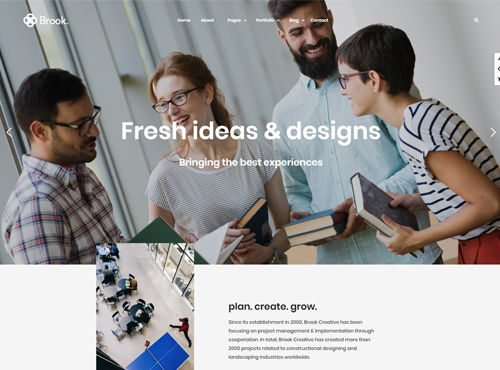 Brook.
Home About Pages Portfolio Blog Contact
Fresh ideas & designs
Bringing the best experiences
plan. create. grow.
Since its establishment in 2000, Brook Creative has been
focusing on project management & implementation through
cooperation. In total, Brook Creative has created more than
2000 projects related to constructional designing and
landscaping industries worldwide.